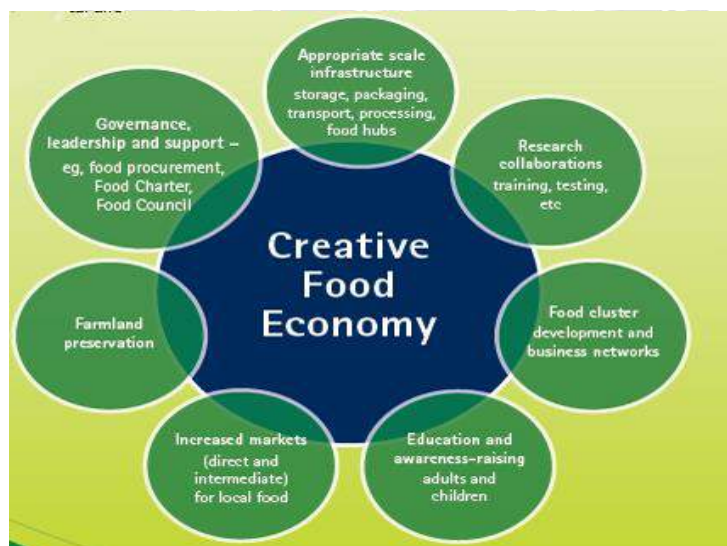 Appropriate scale
infrastructure
storage, packaging,
transport, processing,
food hubs
Governance,
leadership and support –
eg, food procurement,
Food Charter,
Food Council
Research
collaborations
training, testing,
etc
Creative
Food
Economy
Farmland
preservation
Food cluster
development and
business networks
Increased markets
(direct and
intermediate)
for local food
Education and
awareness-raising
adults and
children